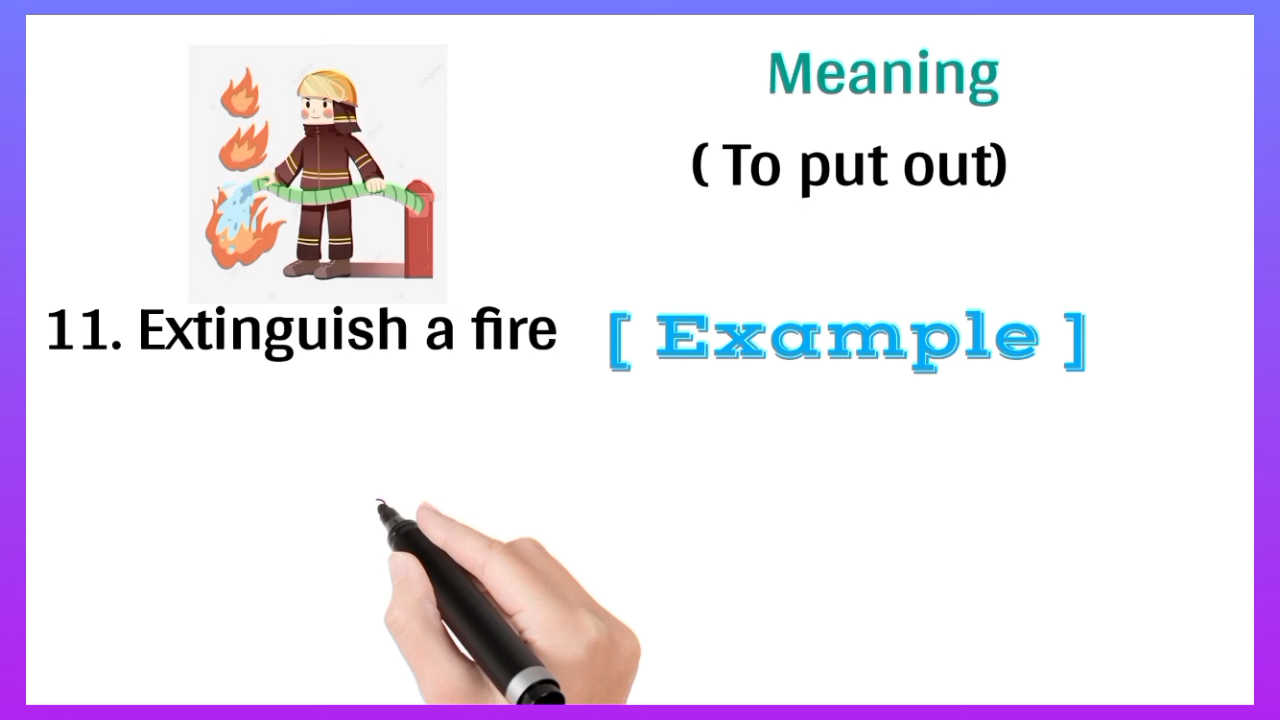 Meaning
( To put out)
11. Extinguish a fire
[ Example ]